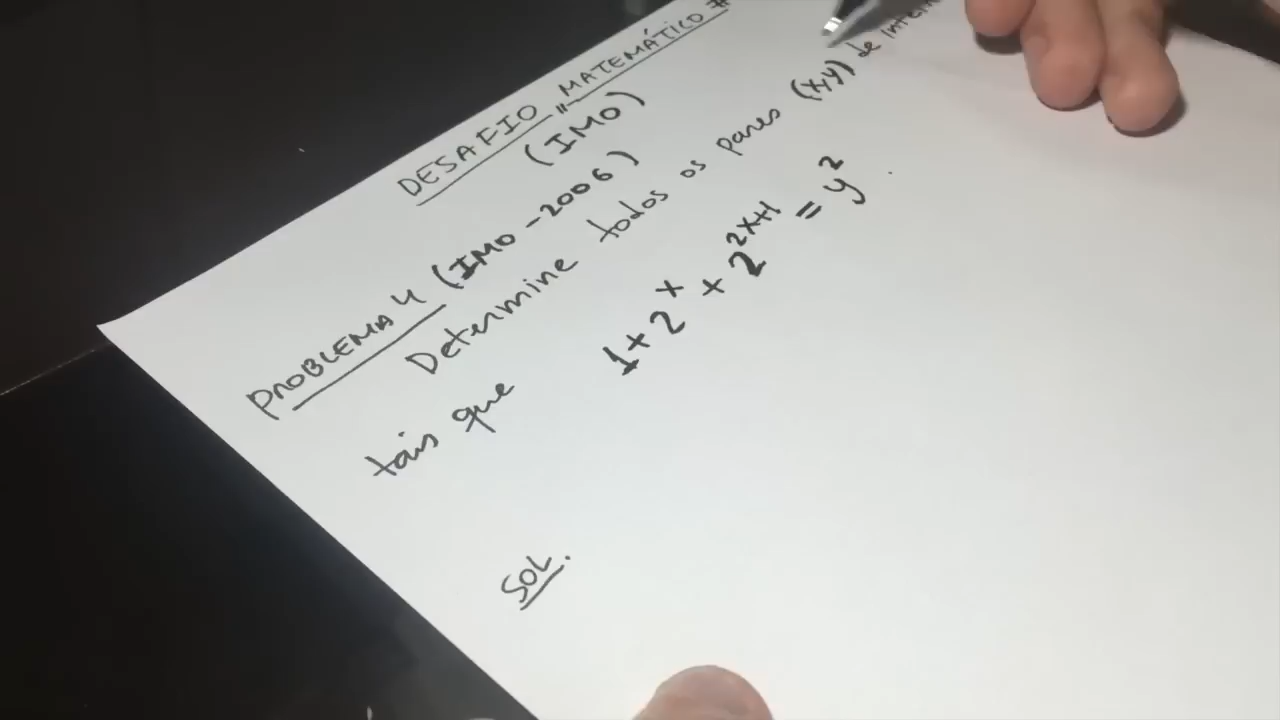 DESAFIO MATEMÁTICO #
(IMO)
PROBLEMA 4 (IMO-2006)
Determine todos os pares (x,y) de
tais que 1+2^x + 2^{2x+1} = y^2.
SOL.